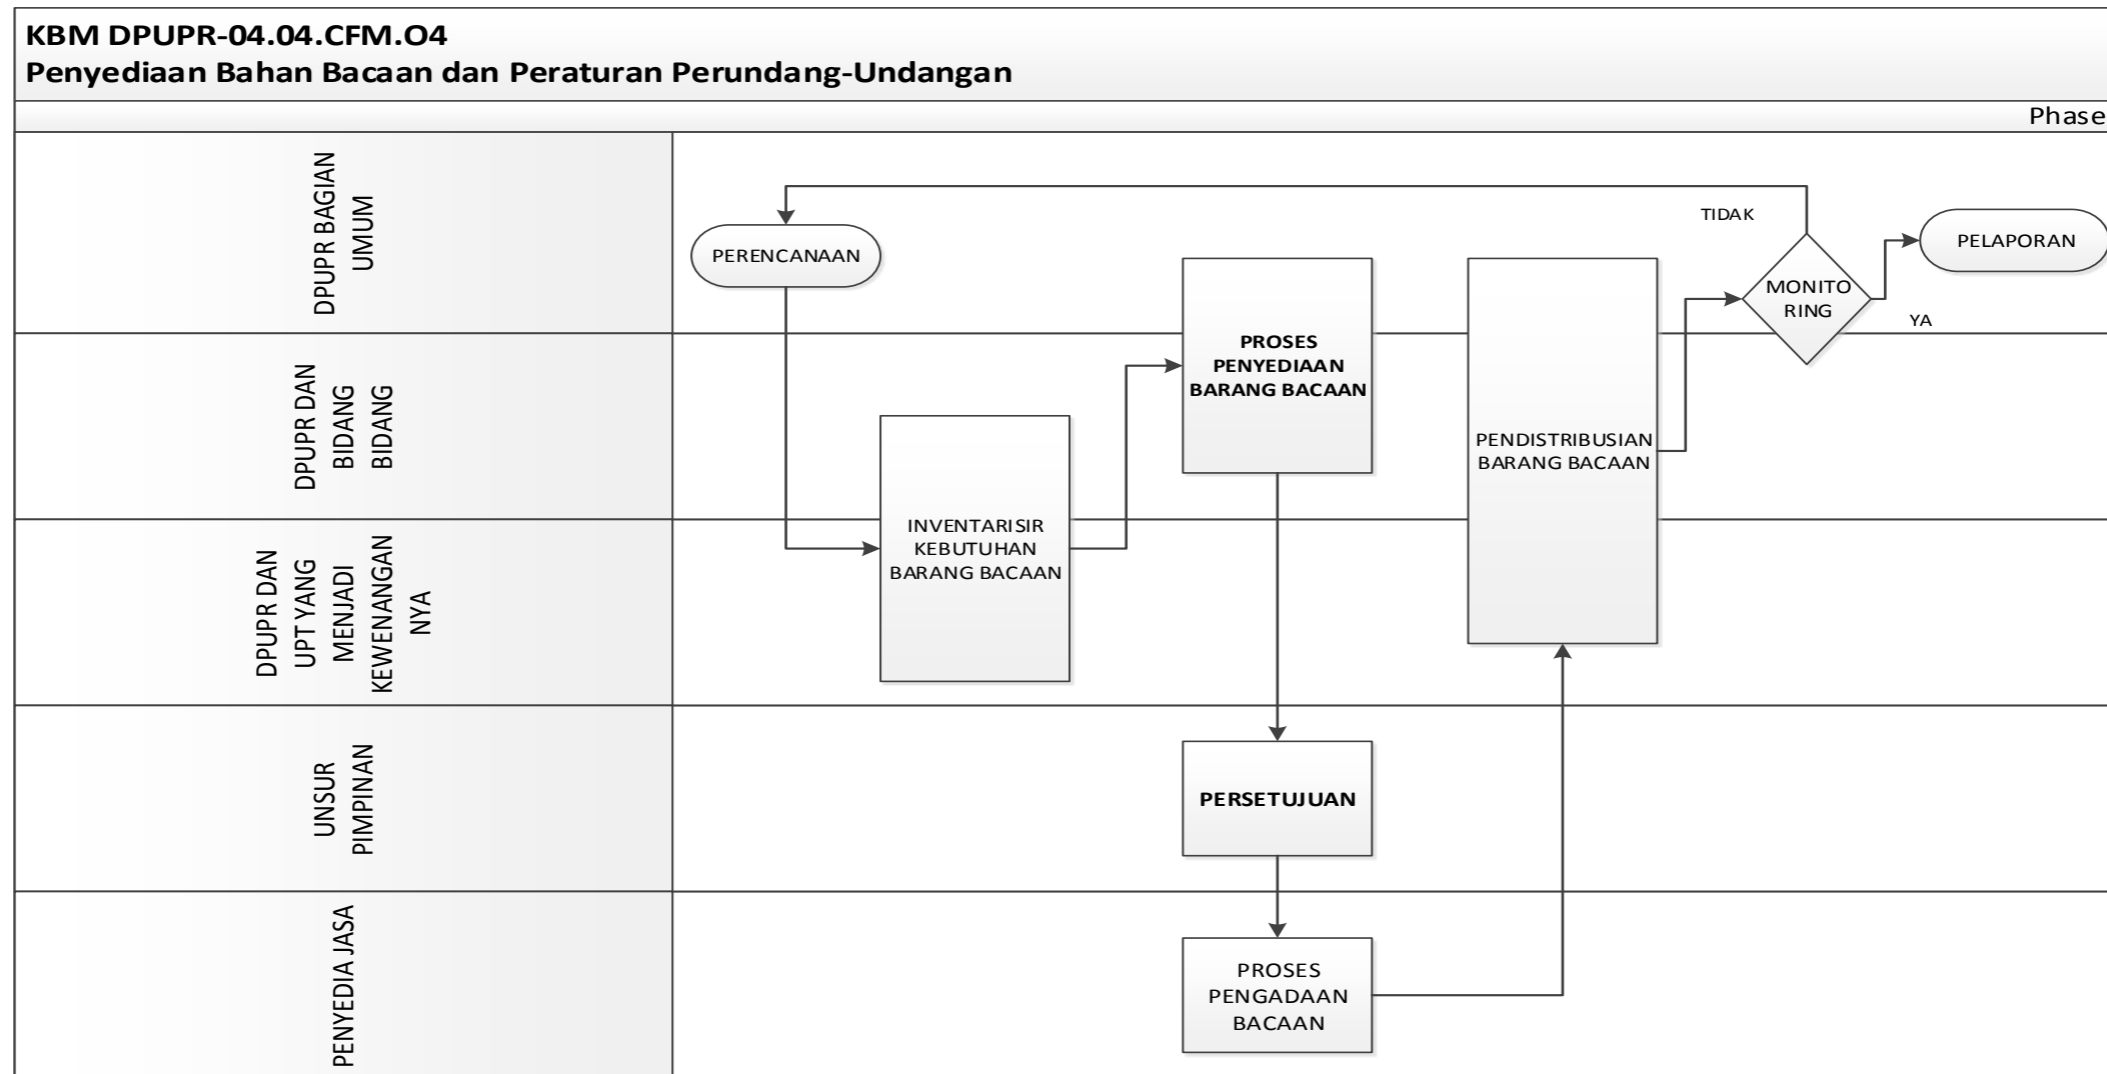 KBM DPUPR-04.04.CFM.O4
Penyediaan Bahan Bacaan dan Peraturan Perundang-Undangan
Phase
DPUPR BAGIAN
UMUM
PERENCANAAN
TIDAK
MONITO
RING
PELAPORAN
YA
DPUPR DAN
BIDANG
BIDANG
PROSES
PENYEDIAAN
BARANG BACAAN
PENDISTRIBUSIAN
BARANG BACAAN
DPUPR DAN
UPT YANG
MENJADI
KEWENANGAN
NYA
INVENTARISIR
KEBUTUHAN
BARANG BACAAN
UNSUR
PIMPINAN
PERSETUJUAN
PENYEDIA JASA
PROSES
PENGADAAN
BACAAN